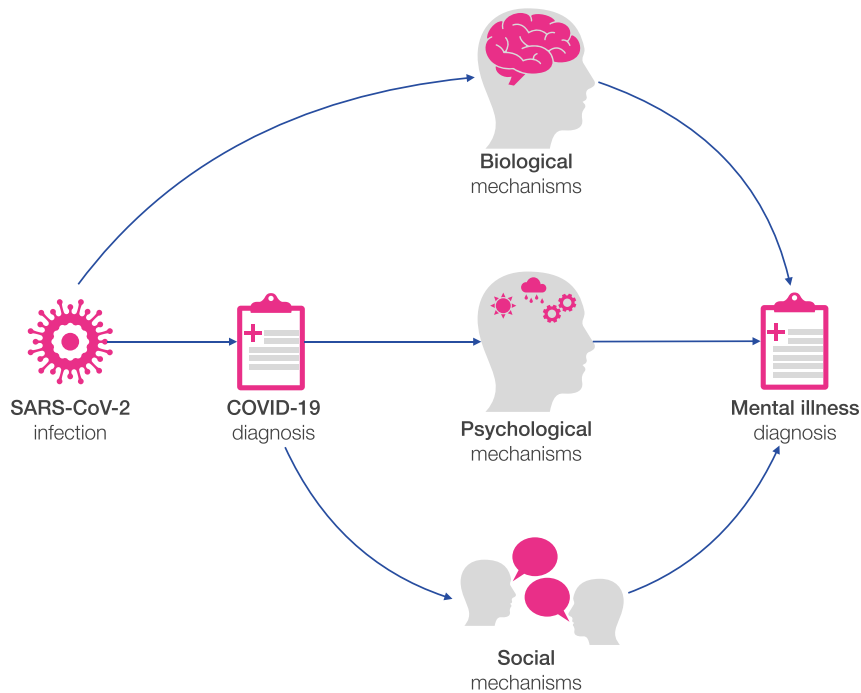 Biological
mechanisms
SARS-CoV-2
infection
COVID-19
diagnosis
Psychological
mechanisms
Mental illness
diagnosis
Social
mechanisms